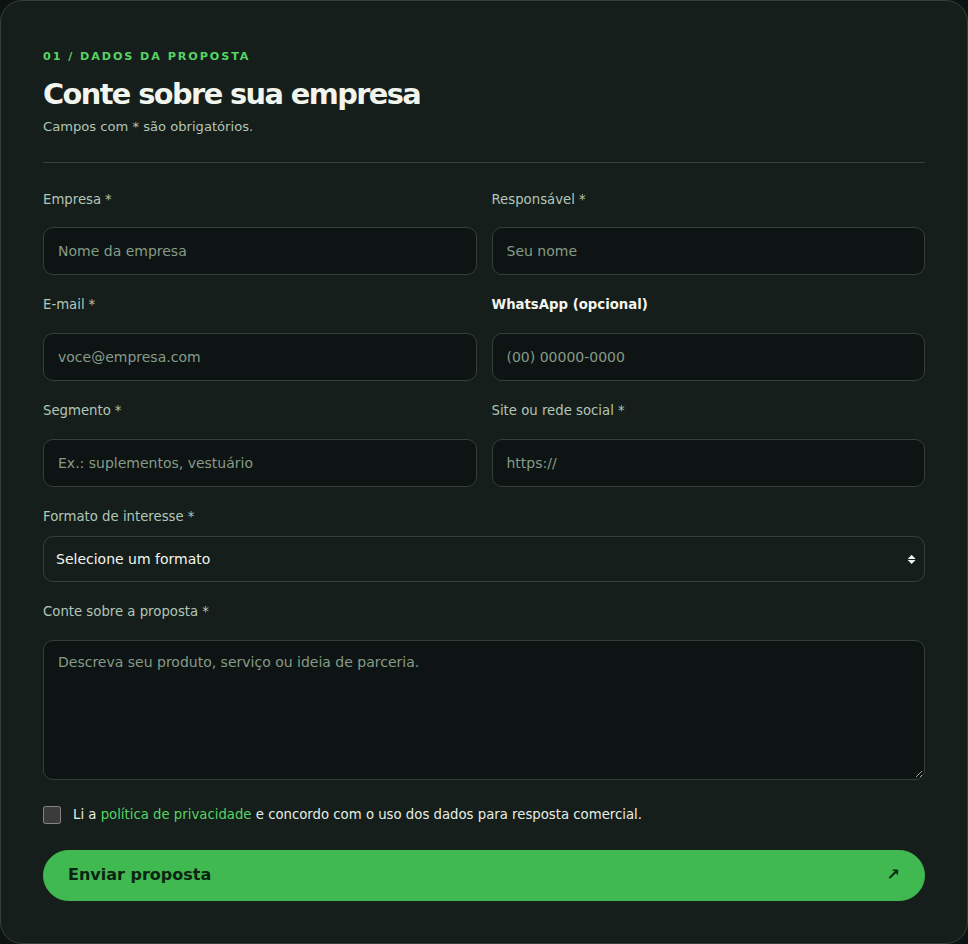 01 / DADOS DA PROPOSTA
Conte sobre sua empresa
Campos com * são obrigatórios.
Empresa *
Responsável *
Nome da empresa
Seu nome
E-mail *
WhatsApp (opcional)
voce@empresa.com
(00) 00000-0000
Segmento *
Site ou rede social *
Ex.: suplementos, vestuário
https://
Formato de interesse *
Selecione um formato
Conte sobre a proposta *
Descreva seu produto, serviço ou ideia de parceria.
Li a política de privacidade e concordo com o uso dos dados para resposta comercial.
Enviar proposta ↗